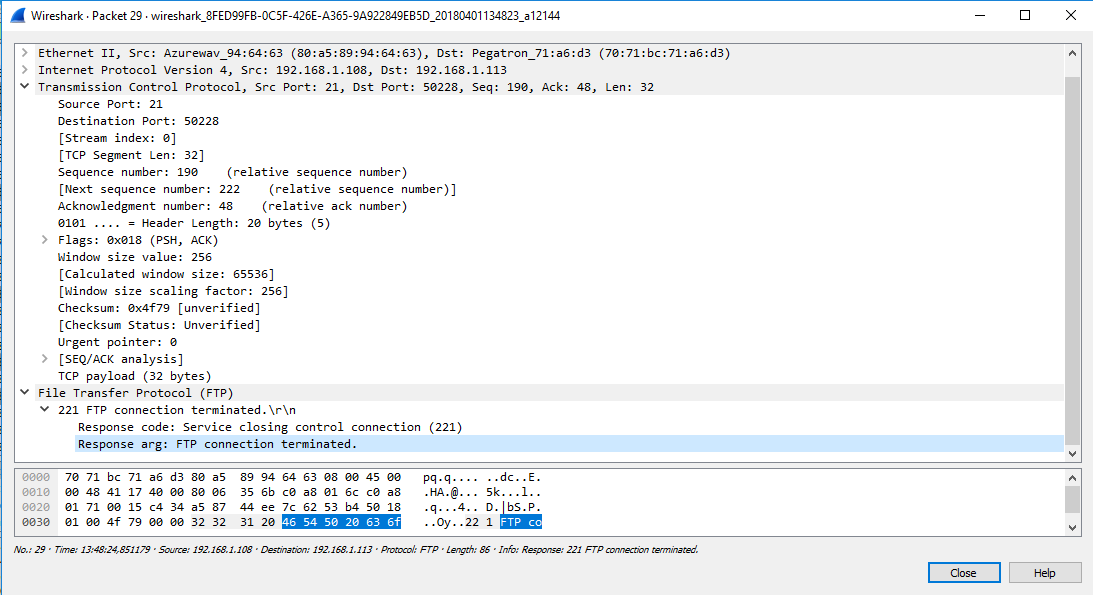 Wireshark · Packet 29 · wireshark_8FED99FB-0C5F-426E-A365-9A922849EB5D_20180401134823_a12144
Ethernet II, Src: Azurewav_94:64:63 (80:a5:89:94:64:63), Dst: Pegatron_71:a6:d3 (70:71:bc:71:a6:d3)
Internet Protocol Version 4, Src: 192.168.1.108, Dst: 192.168.1.113
Transmission Control Protocol, Src Port: 21, Dst Port: 50228, Seq: 190, Ack: 48, Len: 32
Source Port: 21
Destination Port: 50228
[Stream index: 0]
[TCP Segment Len: 32]
Sequence number: 190    (relative sequence number)
[Next sequence number: 222    (relative sequence number)]
Acknowledgment number: 48    (relative ack number)
0101 .... = Header Length: 20 bytes (5)
Flags: 0x018 (PSH, ACK)
Window size value: 256
[Calculated window size: 65536]
[Window size scaling factor: 256]
Checksum: 0x4f79 [unverified]
[Checksum Status: Unverified]
Urgent pointer: 0
[SEQ/ACK analysis]
TCP payload (32 bytes)
File Transfer Protocol (FTP)
221 FTP connection terminated.\r\n
Response code: Service closing control connection (221)
Response arg: FTP connection terminated.
0000  70 71 bc 71 a6 d3 80 a5  89 94 64 63 08 00 45 00   pq.q.... ..dc..E.
0010  00 48 41 17 40 00 80 06  35 6b c0 a8 01 6c c0 a8   .HA.@... 5k...l..
0020  01 71 00 15 c4 34 a5 87  44 ee 7c 62 53 b4 50 18   .q...4.. D.|bS.P.
0030  01 00 4f 79 00 00 32 32  31 20 46 54 50 20 63 6f   ..Oy..22 1 FTP co
No.: 29 · Time: 13:48:24,851179 · Source: 192.168.1.108 · Destination: 192.168.1.113 · Protocol: FTP · Length: 86 · Info: Response: 221 FTP connection terminated.
Close
Help